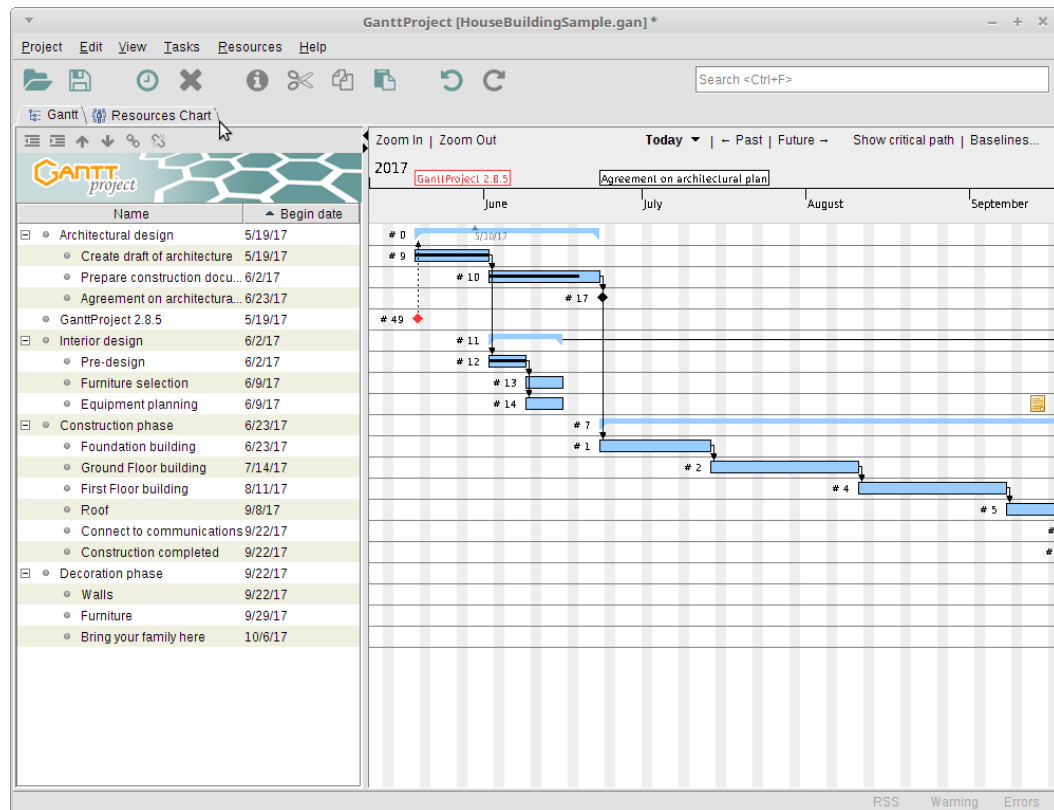 GanttProject [HouseBuildingSample.gan] *
Project Edit View Tasks Resources Help
Search <Ctrl+F>
Gantt Resources Chart
Zoom In | Zoom Out Today | ← Past | Future → Show critical path | Baselines...
GANTT project
2017
GanttProject 2.8.5 Agreement on architectural plan
June July August September
Name Begin date
Architectural design 5/19/17 # 0 5/30/17
Create draft of architecture 5/19/17 # 9
Prepare construction docu... 6/2/17 # 10
Agreement on architectura... 6/23/17 # 17
GanttProject 2.8.5 5/19/17 # 49
Interior design 6/2/17 # 11
Pre-design 6/2/17 # 12
Furniture selection 6/9/17 # 13
Equipment planning 6/9/17 # 14
Construction phase 6/23/17 # 7
Foundation building 6/23/17 # 1
Ground Floor building 7/14/17 # 2
First Floor building 8/11/17 # 4
Roof 9/8/17 # 5
Connect to communications 9/22/17 #
Construction completed 9/22/17 #
Decoration phase 9/22/17
Walls 9/22/17
Furniture 9/29/17
Bring your family here 10/6/17
RSS Warning Errors